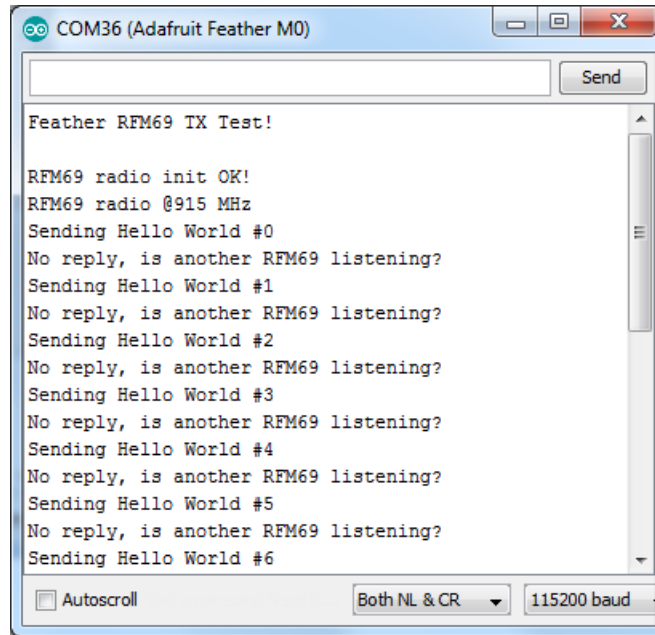 COM36 (Adafruit Feather M0)
Send
Feather RFM69 TX Test!
RFM69 radio init OK!
RFM69 radio @915 MHz
Sending Hello World #0
No reply, is another RFM69 listening?
Sending Hello World #1
No reply, is another RFM69 listening?
Sending Hello World #2
No reply, is another RFM69 listening?
Sending Hello World #3
No reply, is another RFM69 listening?
Sending Hello World #4
No reply, is another RFM69 listening?
Sending Hello World #5
No reply, is another RFM69 listening?
Sending Hello World #6
Autoscroll Both NL & CR 115200 baud